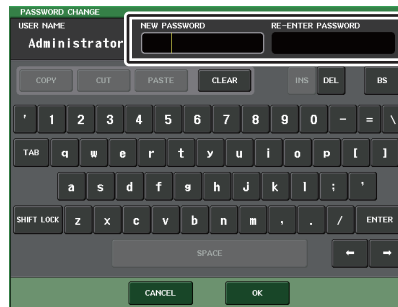 PASSWORD CHANGE
USER NAME NEW PASSWORD RE-ENTER PASSWORD
Administrator
COPY CUT PASTE CLEAR INS DEL BS
' 1 2 3 4 5 6 7 8 9 0 - = \
TAB q w e r t y u i o p [ ]
a s d f g h j k l ; '
SHIFT LOCK z x c v b n m , . / ENTER
SPACE ← →
CANCEL OK